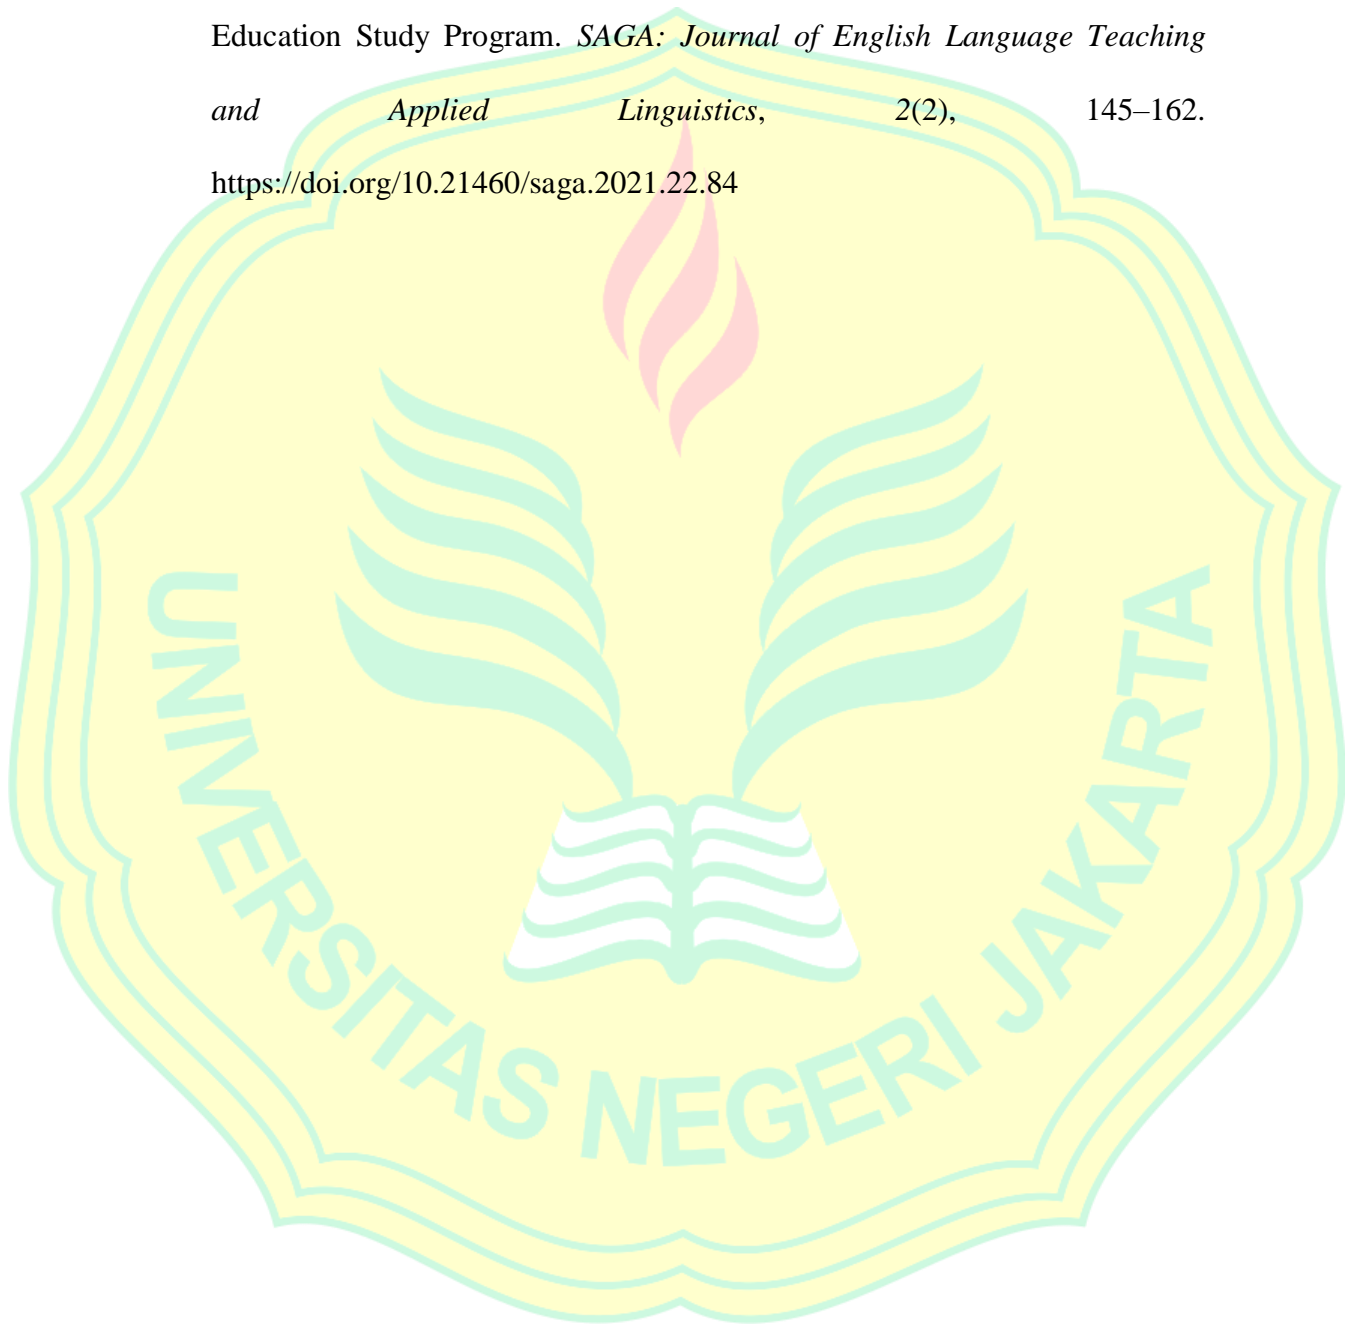 Education Study Program. SAGA: Journal of English Language Teaching
and Applied Linguistics, 2(2), 145–162.
https://doi.org/10.21460/saga.2021.22.84
UNIVERSITAS NEGERI JAKARTA